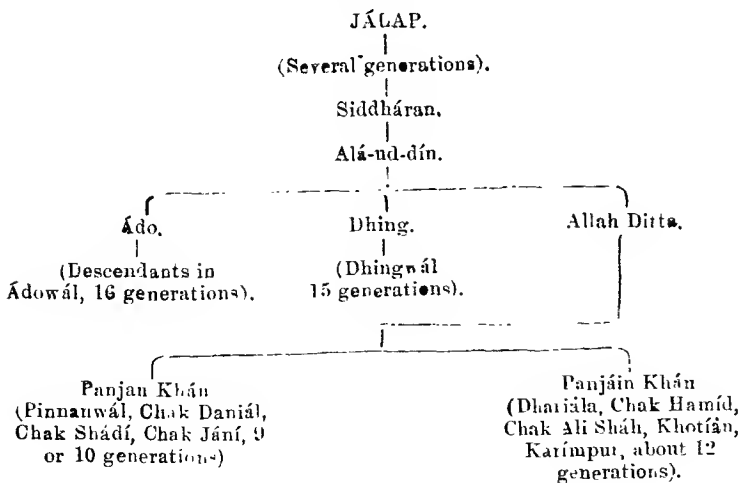 JÁLAP.
(Several generations).
Siddháran.
Alá-ud-dín.
Ádo.
Dhing.
Allah Ditta.
(Descendants in
Ádowál, 16 generations).
(Dhingwál
15 generations).
Panjan Khán
(Pinnanwál, Chak Daniál,
Chak Shádí, Chak Jání, 9
or 10 generations)
Panjáin Khán
(Dhariála, Chak Hamíd,
Chak Ali Sháh, Khotíán,
Karímpur, about 12
generations).